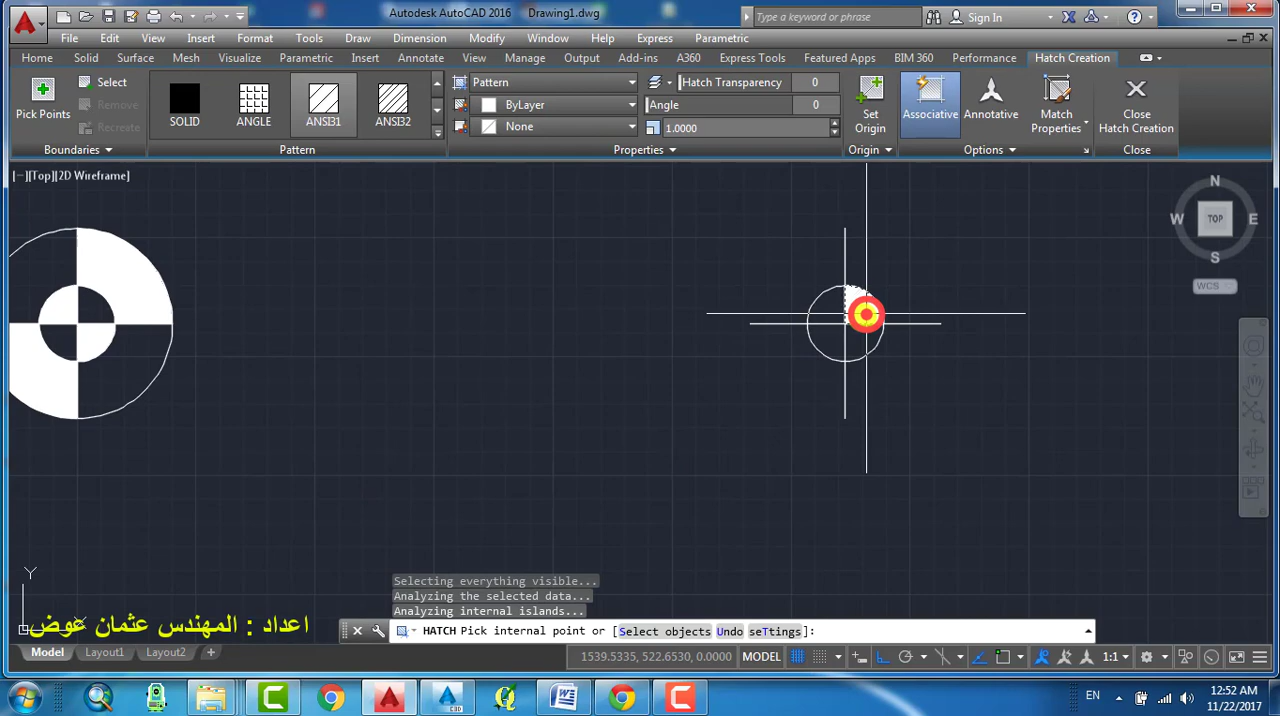 Autodesk AutoCAD 2016 Drawing1.dwg
Type a keyword or phrase
Sign In
File Edit View Insert Format Tools Draw Dimension Modify Window Help Express Parametric
Home Solid Surface Mesh Visualize Parametric Insert Annotate View Manage Output Add-ins A360 Express Tools Featured Apps BIM 360 Performance Hatch Creation
Pick Points
Select
Remove
Recreate
Boundaries
SOLID ANGLE ANSI31 ANSI32
Pattern
Pattern
ByLayer
None
Hatch Transparency 0
Angle 0
1.0000
Properties
Set
Origin
Origin
Associative
Annotative
Match
Properties
Options
Close
Hatch Creation
Close
[−][Top][2D Wireframe]
N
W TOP E
S
WCS
Y
X
Selecting everything visible...
Analyzing the selected data...
Analyzing internal islands...
HATCH Pick internal point or [Select objects Undo seTtings]:
اعداد : المهندس عثمان عوض
Model Layout1 Layout2 +
1539.5335, 522.6530, 0.0000 MODEL 1:1
EN
12:52 AM
11/22/2017